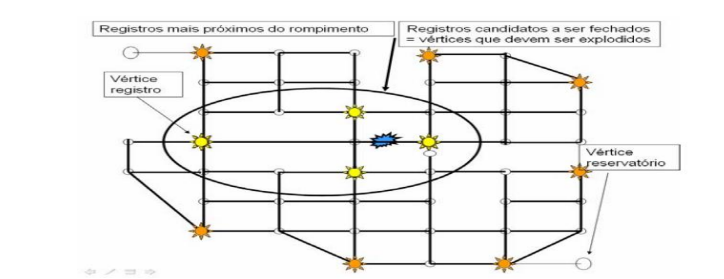 Registros mais próximos do rompimento
Registros candidatos a ser fechados
= vértices que devem ser explodidos
Vértice
registro
Vértice
reservatório